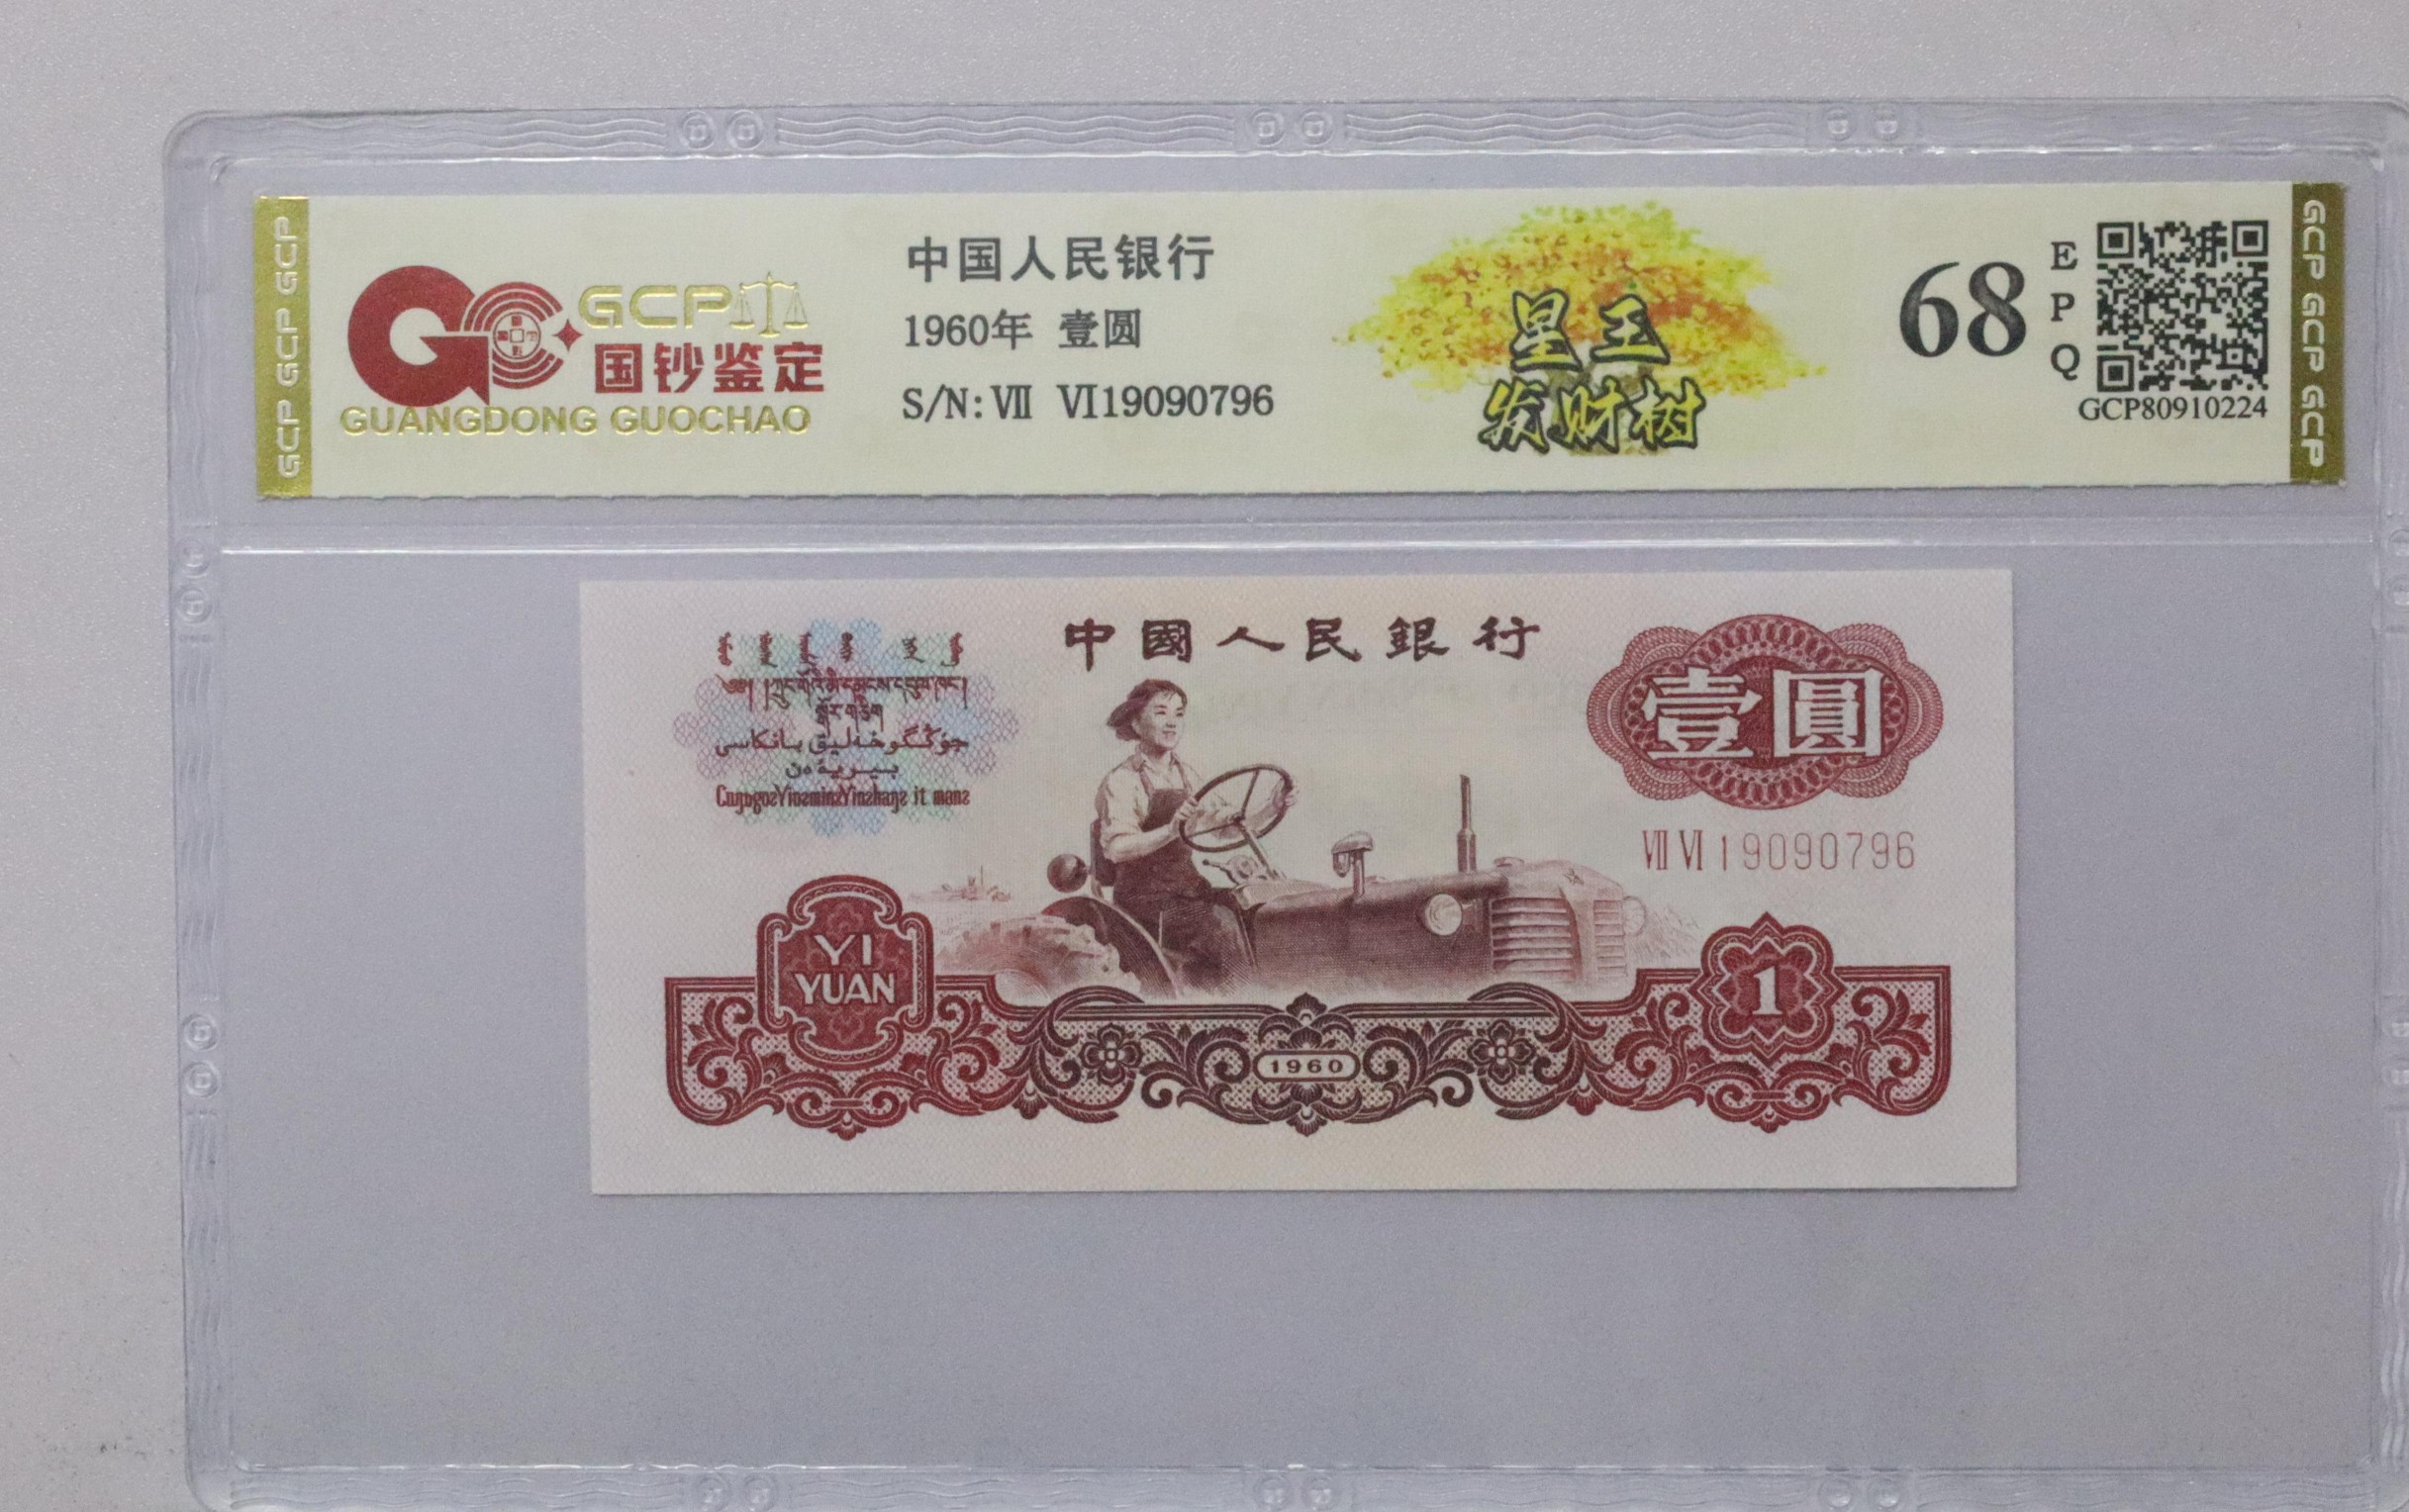 GCP GCP GCP
GCP
国钞鉴定
GUANGDONG GUOCHAO
中国人民银行
1960年 壹圆
S/N: Ⅶ Ⅵ19090796
星王
发财树
68
E
P
Q
GCP80910224
GCP GCP GCP
中國人民銀行
壹圓
ⅦⅥ19090796
YI
YUAN
1
1960